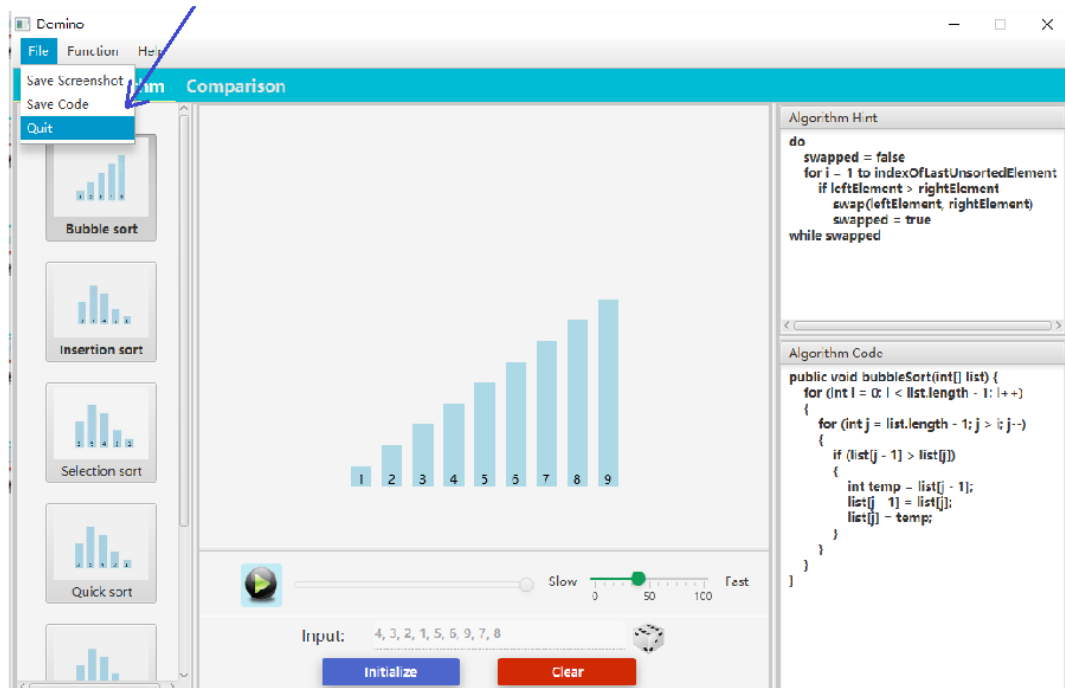 Domino
File Function Help
Save Screenshot
Save Code
Quit
hm Comparison
Bubble sort
Insertion sort
Selection sort
Quick sort
1 2 3 4 5 6 7 8 9
Slow
0 50 100
Fast
Input: 4, 3, 2, 1, 5, 6, 9, 7, 8
Initialize Clear
Algorithm Hint
do
swapped = false
for i = 1 to indexOfLastUnsortedElement
if leftElement > rightElement
swap(leftElement, rightElement)
swapped = true
while swapped
Algorithm Code
public void bubbleSort(int[] list) {
for (int i = 0; i < list.length - 1; i++)
{
for (int j = list.length - 1; j > i; j--)
{
if (list[j - 1] > list[j])
{
int temp = list[j - 1];
list[j - 1] = list[j];
list[j] = temp;
}
}
}
}